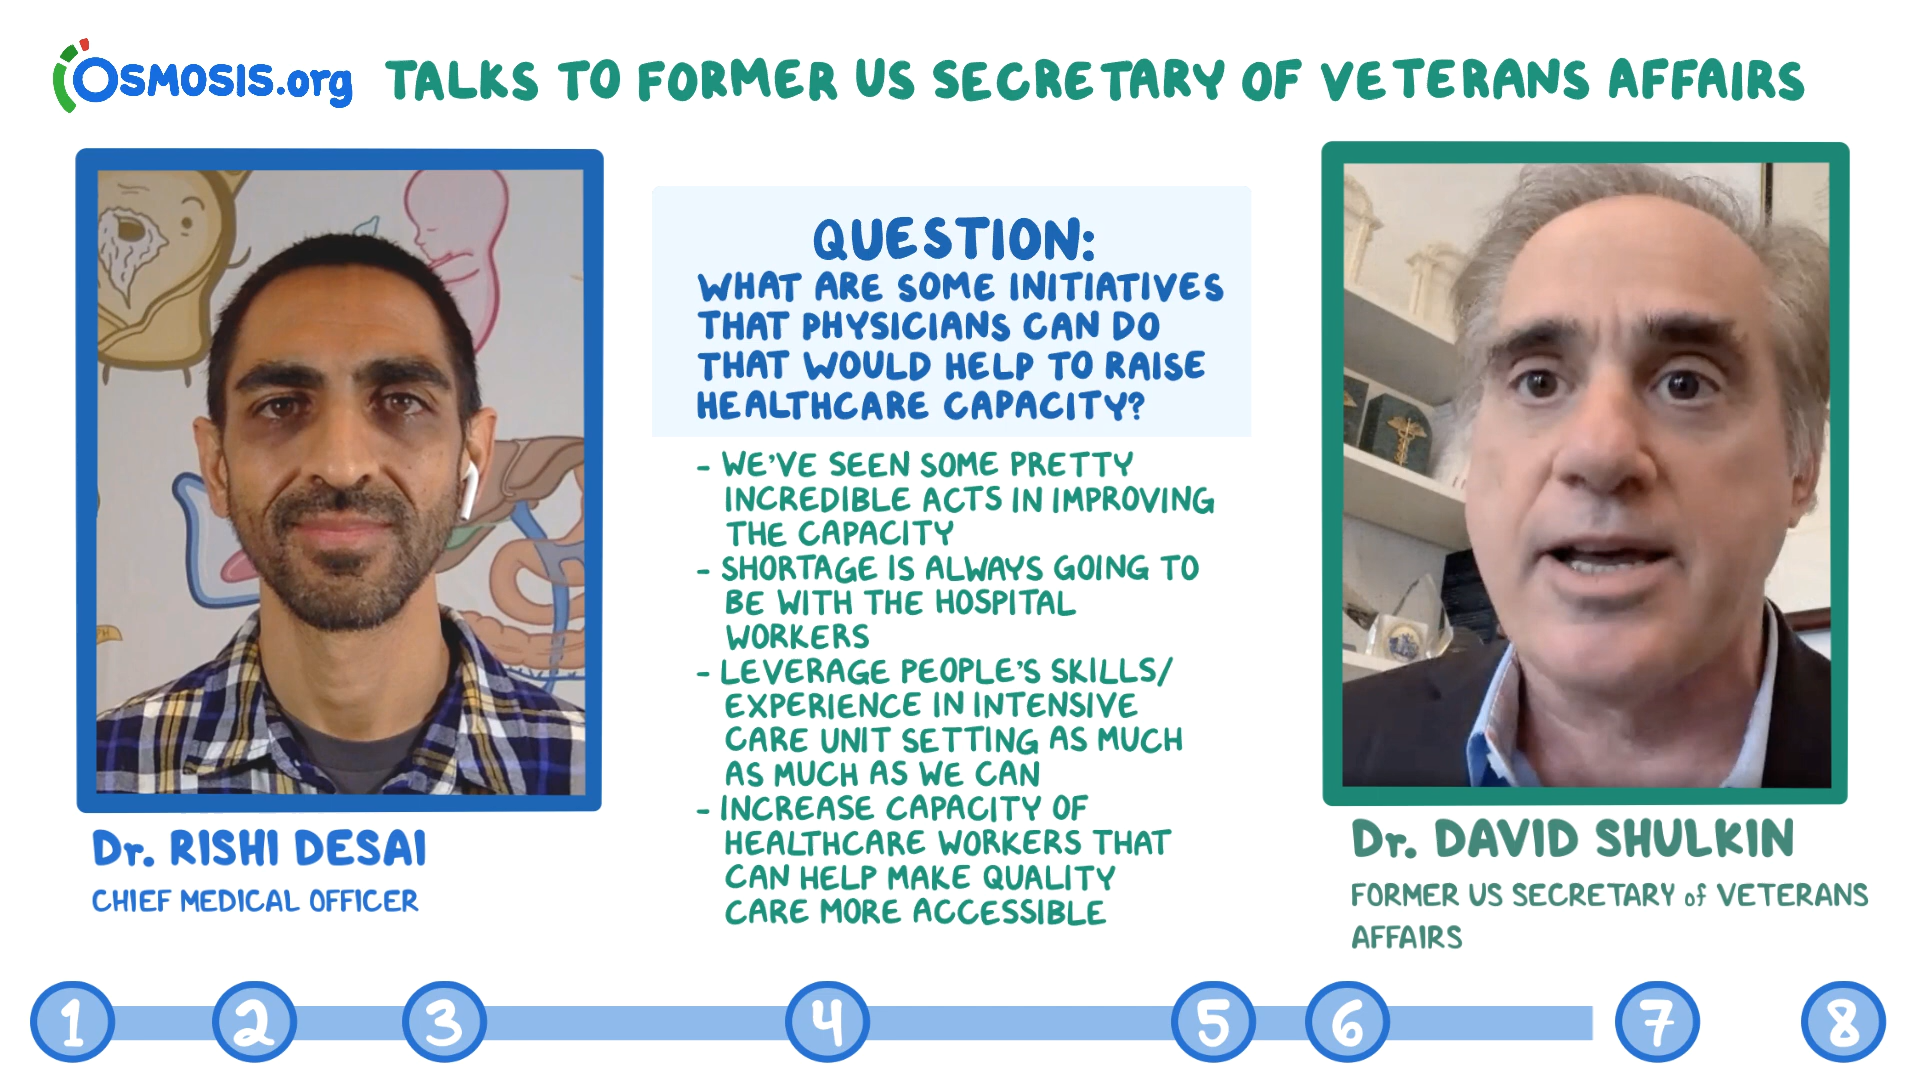 OSMOSIS.org TALKS TO FORMER US SECRETARY OF VETERANS AFFAIRS
QUESTION:
WHAT ARE SOME INITIATIVES
THAT PHYSICIANS CAN DO
THAT WOULD HELP TO RAISE
HEALTHCARE CAPACITY?
- WE'VE SEEN SOME PRETTY
INCREDIBLE ACTS IN IMPROVING
THE CAPACITY
- SHORTAGE IS ALWAYS GOING TO
BE WITH THE HOSPITAL
WORKERS
- LEVERAGE PEOPLE'S SKILLS/
EXPERIENCE IN INTENSIVE
CARE UNIT SETTING AS MUCH
AS MUCH AS WE CAN
- INCREASE CAPACITY OF
HEALTHCARE WORKERS THAT
CAN HELP MAKE QUALITY
CARE MORE ACCESSIBLE
Dr. RISHI DESAI
CHIEF MEDICAL OFFICER
Dr. DAVID SHULKIN
FORMER US SECRETARY of VETERANS
AFFAIRS
1 2 3 4 5 6 7 8